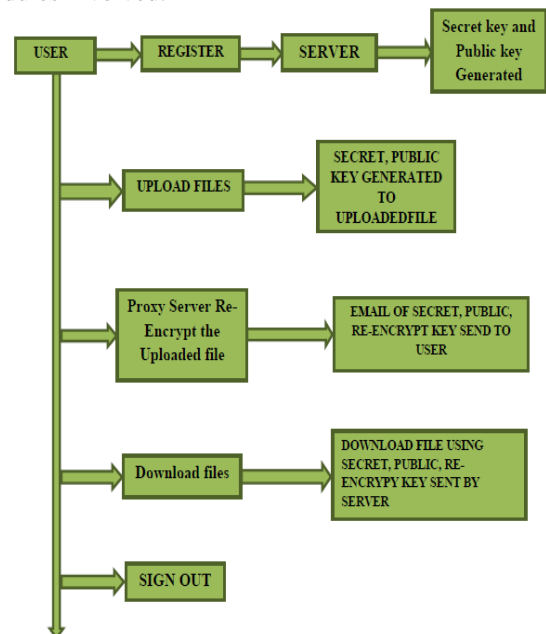 USER
REGISTER
SERVER
Secret key and
Public key
Generated
UPLOAD FILES
SECRET, PUBLIC
KEY GENERATED
TO
UPLOADEDFILE
Proxy Server Re-
Encrypt the
Uploaded file
EMAIL OF SECRET, PUBLIC,
RE-ENCRYPT KEY SEND TO
USER
Download files
DOWNLOAD FILE USING
SECRET, PUBLIC, RE-
ENCRYPY KEY SENT BY
SERVER
SIGN OUT